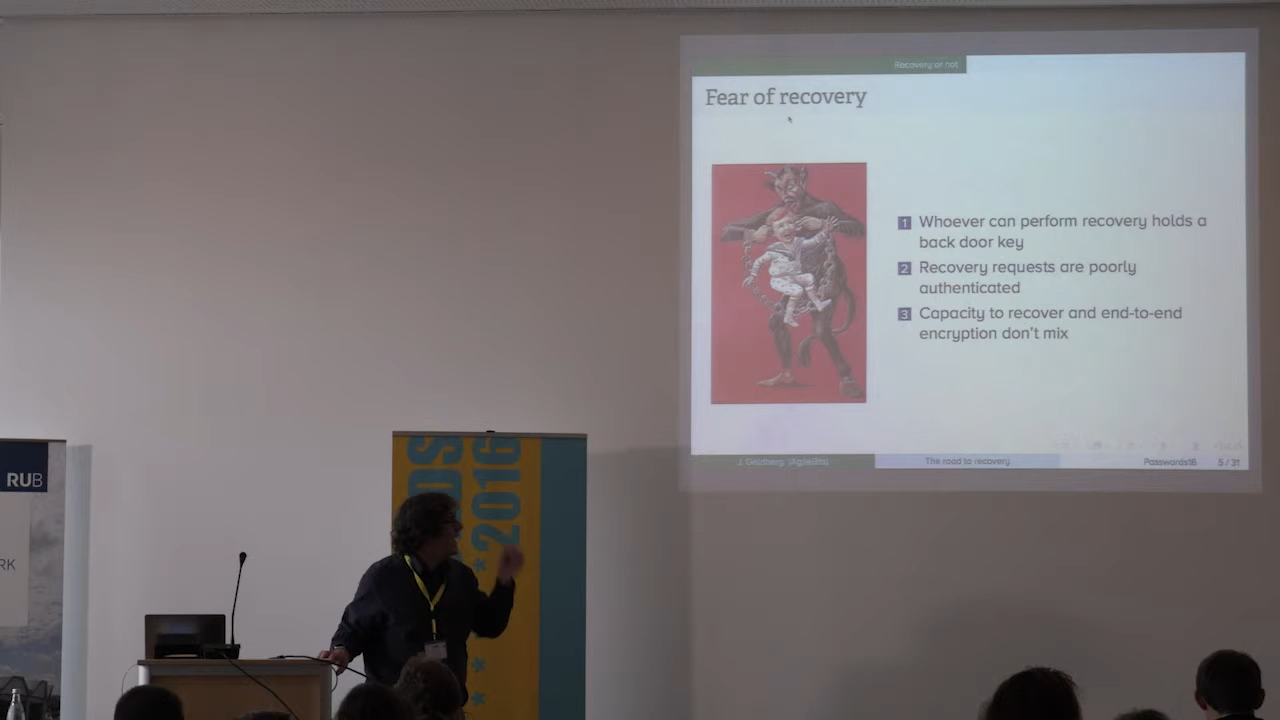 Recovery or not
Fear of recovery
1 Whoever can perform recovery holds a
back door key
2 Recovery requests are poorly
authenticated
3 Capacity to recover and end-to-end
encryption don't mix
J. Goldberg (AgileBits)
The road to recovery
Passwords16
5 / 31
RUB
RK
DS
2016